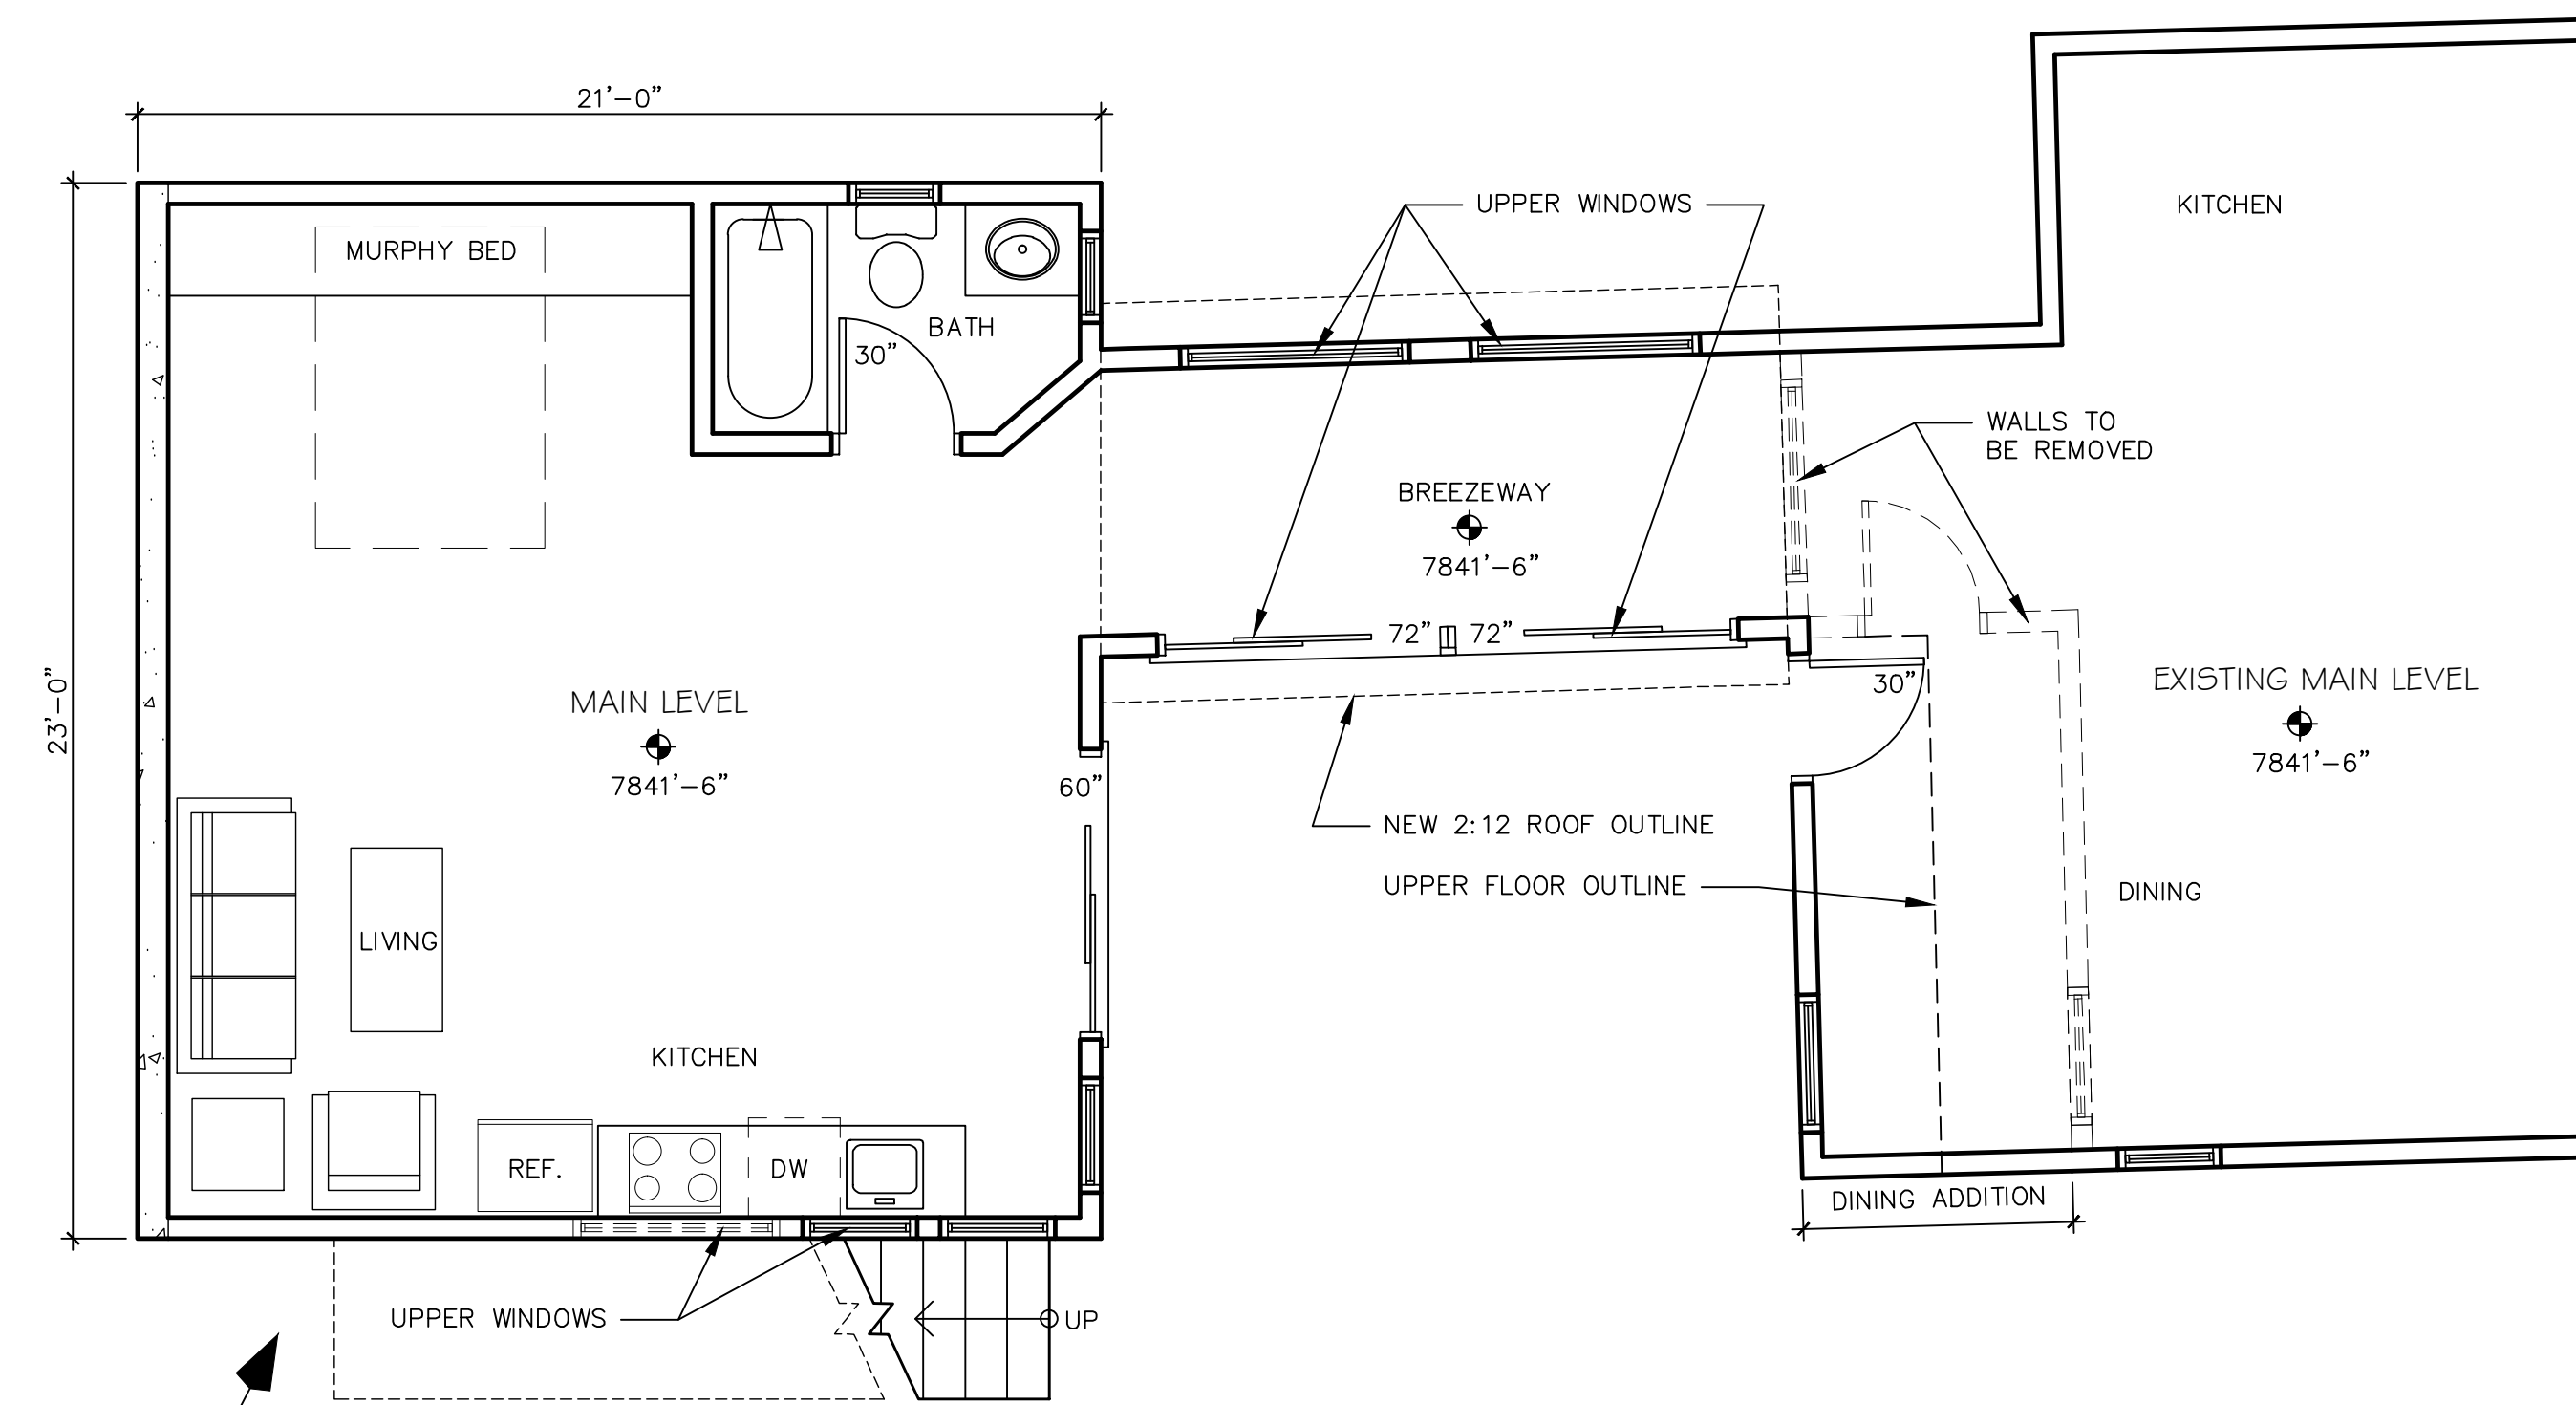 21’-0”
UPPER WINDOWS
KITCHEN
MURPHY BED
BATH
30”
WALLS TO
BE REMOVED
BREEZEWAY
7841’-6”
72”
72”
23’-0”
MAIN LEVEL
7841’-6”
60”
30”
EXISTING MAIN LEVEL
7841’-6”
NEW 2:12 ROOF OUTLINE
UPPER FLOOR OUTLINE
DINING
LIVING
KITCHEN
REF.
DW
DINING ADDITION
UPPER WINDOWS
UP